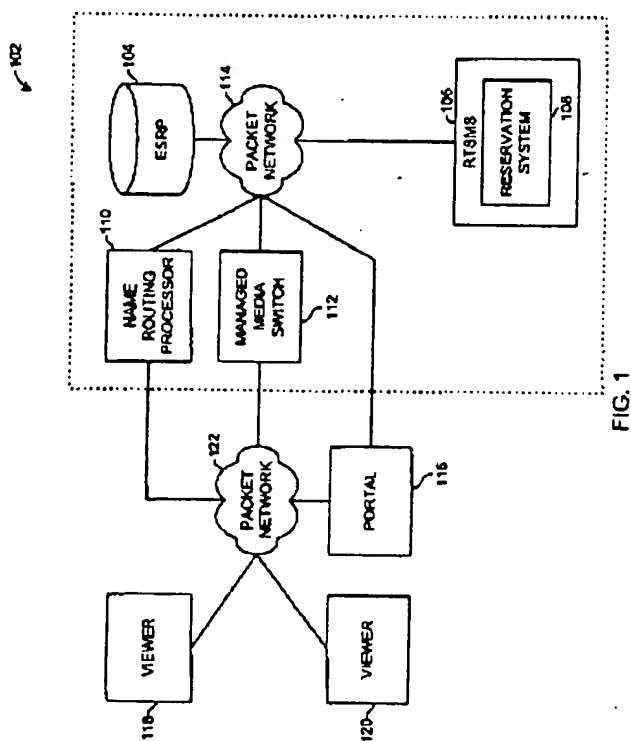 102
104
ESRP
114
PACKET
NETWORK
106
RESERVATION
SYSTEM
108
110
NAME
ROUTING
PROCESSOR
MANAGED
MEDIA
SWITCH
112
122
PACKET
NETWORK
PORTAL
116
VIEWER
118
VIEWER
120
FIG. 1